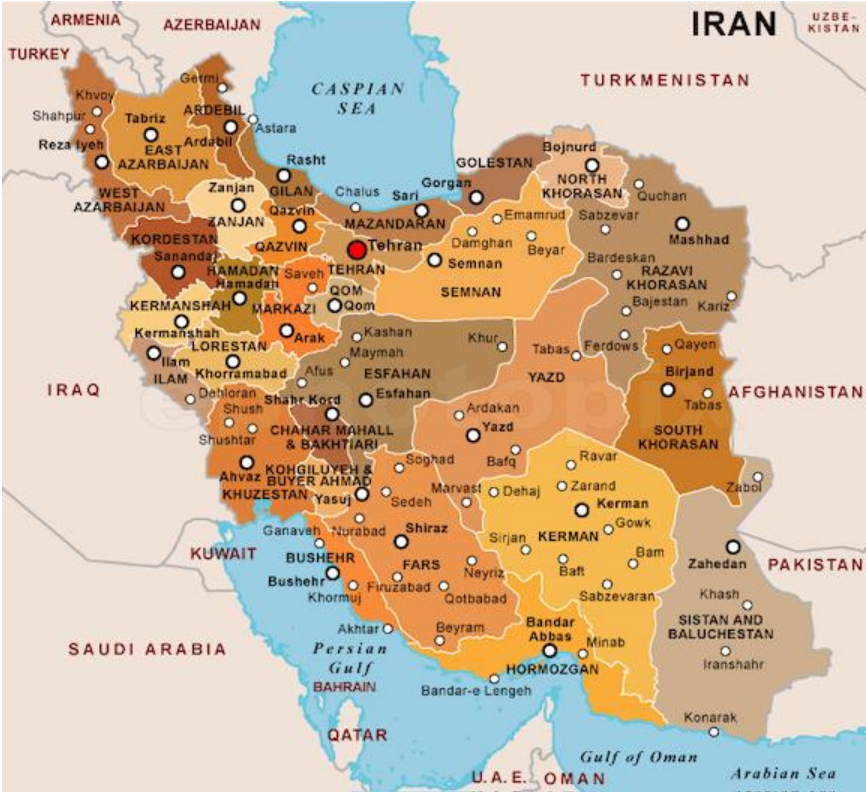 ARMENIA
AZERBAIJAN
IRAN
UZBE-
KISTAN
TURKEY
Germi
CASPIAN
SEA
TURKMENISTAN
Khvoy
Shahpur
Tabriz
ARDEBIL
Astara
Reza Iyeh
EAST
AZARBAIJAN
Ardabil
Rasht
GOLESTAN
Bojnurd
WEST
AZARBAIJAN
Zanjan
ZANJAN
GILAN
Chalus
Sari
Gorgan
NORTH
KHORASAN
Quchan
Qazvin
QAZVIN
MAZANDARAN
Emamrud
Sabzevar
Mashhad
KORDESTAN
Sanandaj
Tehran
TEHRAN
Damghan
Beyar
Semnan
SEMNAN
Bardeskan
RAZAVI
KHORASAN
HAMADAN
Hamadan
Saveh
QOM
Qom
Bajestan
Kariz
KERMANSHAH
Kermanshah
MARKAZI
Arak
Kashan
Khur
Ferdows
Qayen
Ilam
ILAM
LORESTAN
Khorramabad
Maymah
Afus
ESFAHAN
Tabas
YAZD
Birjand
IRAQ
Dehloran
Shahr Kord
Esfahan
Tabas
AFGHANISTAN
Shush
Shushtar
CHAHAR MAHALL
& BAKHTIARI
Ardakan
Yazd
SOUTH
KHORASAN
Ahvaz
KHUZESTAN
KOHGILUYEH &
BUYER AHMAD
Yasuj
Soghad
Bafq
Ravar
Sedeh
Marvast
Dehaj
Zarand
Zabol
Kerman
Nurabad
Shiraz
Gowk
KERMAN
Ganaveh
KUWAIT
BUSHEHR
Bushehr
FARS
Sirjan
Bam
Zahedan
PAKISTAN
Khormuj
Firuzabad
Neyriz
Qotbabad
Baft
Sabzevaran
Khash
SISTAN AND
BALUCHESTAN
SAUDI ARABIA
Akhtar
Beyram
Bandar
Abbas
Minab
Iranshahr
Persian
Gulf
HORMOZGAN
BAHRAIN
Bandar-e Lengeh
Konarak
QATAR
Gulf of Oman
U.A.E.
OMAN
Arabian Sea